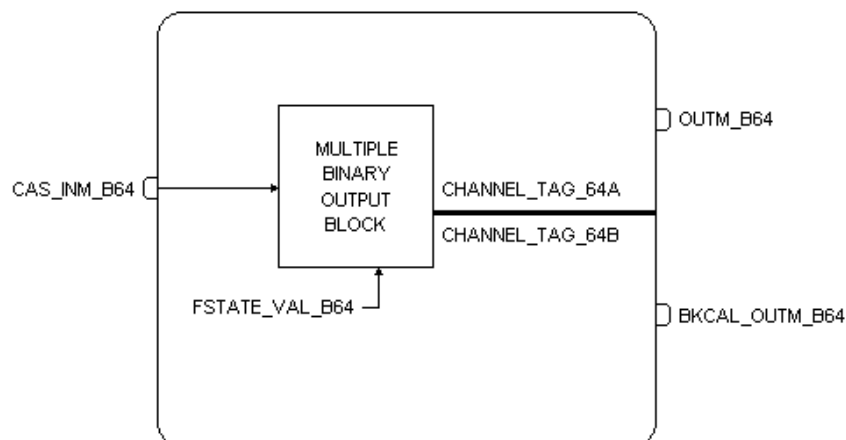 OUTM_B64
MULTIPLE
BINARY
OUTPUT
BLOCK
CAS_INM_B64
CHANNEL_TAG_64A
CHANNEL_TAG_64B
FSTATE_VAL_B64
BKCAL_OUTM_B64